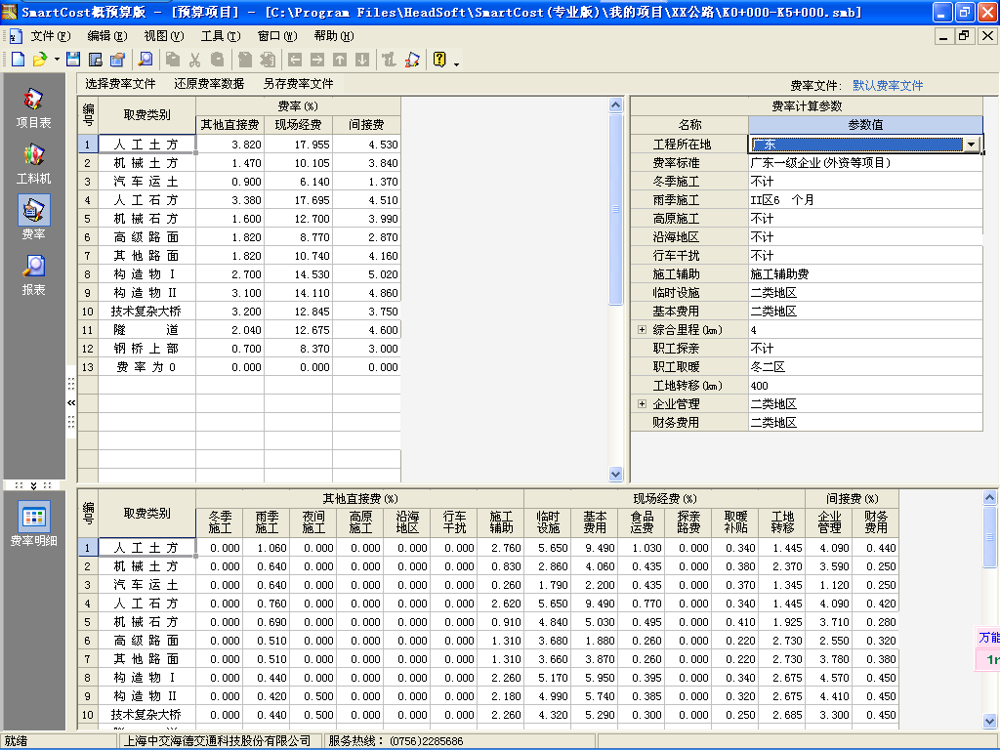 SmartCost概预算版 - [预算项目] - [C:\Program Files\HeadSoft\SmartCost(专业版)\我的项目\XX公路\K0+000-K5+000.smb]
文件(F) 编辑(E) 视图(V) 工具(T) 窗口(W) 帮助(H)
选择费率文件 还原费率数据 另存费率文件 费率文件: 默认费率文件
项目表
工料机
费率
报表
费率明细
编号 取费类别 费率(%)
其他直接费 现场经费 间接费
1 人 工 土 方 3.820 17.955 4.530
2 机 械 土 方 1.470 10.105 3.840
3 汽 车 运 土 0.900 6.140 1.370
4 人 工 石 方 3.380 17.695 4.510
5 机 械 石 方 1.600 12.700 3.990
6 高 级 路 面 1.820 8.770 2.870
7 其 他 路 面 1.820 10.740 4.160
8 构 造 物 I 2.700 14.530 5.020
9 构 造 物 II 3.100 14.110 4.860
10 技术复杂大桥 3.200 12.845 3.750
11 隧 道 2.040 12.675 4.600
12 钢 桥 上 部 0.700 8.370 3.000
13 费 率 为 0 0.000 0.000 0.000
费率计算参数
名称 参数值
工程所在地 广东
费率标准 广东一级企业(外资等项目)
冬季施工 不计
雨季施工 II区6 个月
高原施工 不计
沿海地区 不计
行车干扰 不计
施工辅助 施工辅助费
临时设施 二类地区
基本费用 二类地区
综合里程(km) 4
职工探亲 不计
职工取暖 冬二区
工地转移(km) 400
企业管理 二类地区
财务费用 二类地区
编号 取费类别 其他直接费(%) 现场经费(%) 间接费(%)
冬季施工 雨季施工 夜间施工 高原施工 沿海地区 行车干扰 施工辅助 临时设施 基本费用 食品运费 探亲路费 取暖补贴 工地转移 企业管理 财务费用
1 人 工 土 方 0.000 1.060 0.000 0.000 0.000 0.000 2.760 5.650 9.490 1.030 0.000 0.340 1.445 4.090 0.440
2 机 械 土 方 0.000 0.640 0.000 0.000 0.000 0.000 0.830 2.860 4.060 0.435 0.000 0.380 2.370 3.590 0.250
3 汽 车 运 土 0.000 0.640 0.000 0.000 0.000 0.000 0.260 1.790 2.200 0.435 0.000 0.370 1.345 1.120 0.250
4 人 工 石 方 0.000 0.760 0.000 0.000 0.000 0.000 2.620 5.650 9.490 0.770 0.000 0.340 1.445 4.090 0.420
5 机 械 石 方 0.000 0.690 0.000 0.000 0.000 0.000 0.910 4.840 5.030 0.495 0.000 0.410 1.925 3.710 0.280
6 高 级 路 面 0.000 0.510 0.000 0.000 0.000 0.000 1.310 3.680 1.880 0.260 0.000 0.220 2.730 2.550 0.320
7 其 他 路 面 0.000 0.510 0.000 0.000 0.000 0.000 1.310 3.660 3.870 0.260 0.000 0.220 2.730 3.780 0.380
8 构 造 物 I 0.000 0.440 0.000 0.000 0.000 0.000 2.260 5.170 5.950 0.395 0.000 0.340 2.675 4.570 0.450
9 构 造 物 II 0.000 0.420 0.500 0.000 0.000 0.000 2.180 4.990 5.740 0.385 0.000 0.320 2.675 4.410 0.450
10 技术复杂大桥 0.000 0.440 0.500 0.000 0.000 0.000 2.260 4.320 5.290 0.300 0.000 0.250 2.685 3.300 0.450
万能
就绪 上海中交海德交通科技股份有限公司 服务热线: (0756)2285686